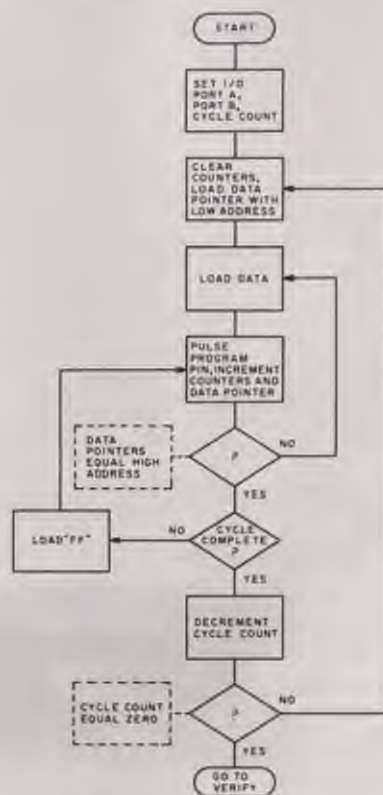 START
SET I/O
PORT A,
PORT B,
CYCLE COUNT
CLEAR
COUNTERS,
LOAD DATA
POINTER WITH
LOW ADDRESS
LOAD DATA
PULSE
PROGRAM
PIN, INCREMENT
COUNTERS AND
DATA POINTER
DATA
POINTERS
EQUAL HIGH
ADDRESS
?
NO
YES
CYCLE
COMPLETE
?
NO
LOAD "FF"
YES
DECREMENT
CYCLE COUNT
CYCLE COUNT
EQUAL ZERO
?
NO
YES
GO TO
VERIFY